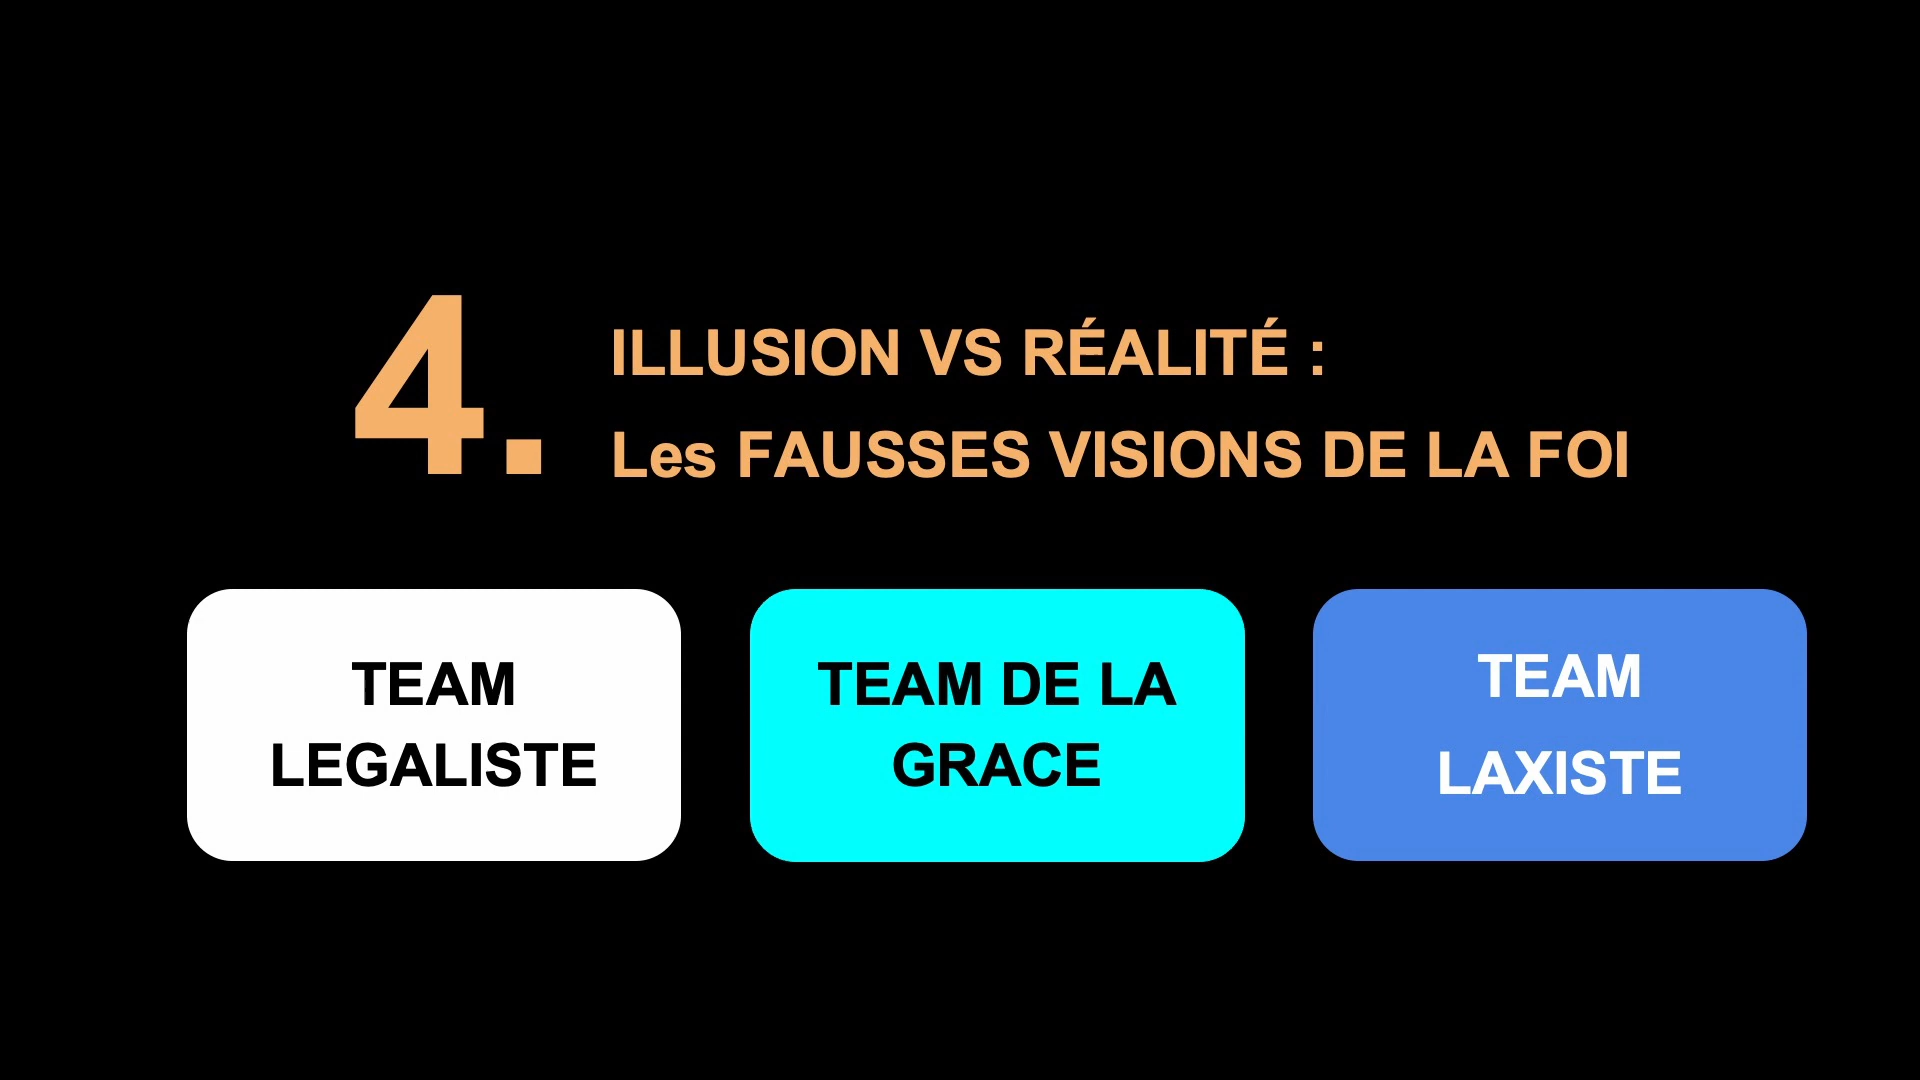 4.
ILLUSION VS RÉALITÉ :
Les FAUSSES VISIONS DE LA FOI
TEAM
LEGALISTE
TEAM DE LA
GRACE
TEAM
LAXISTE